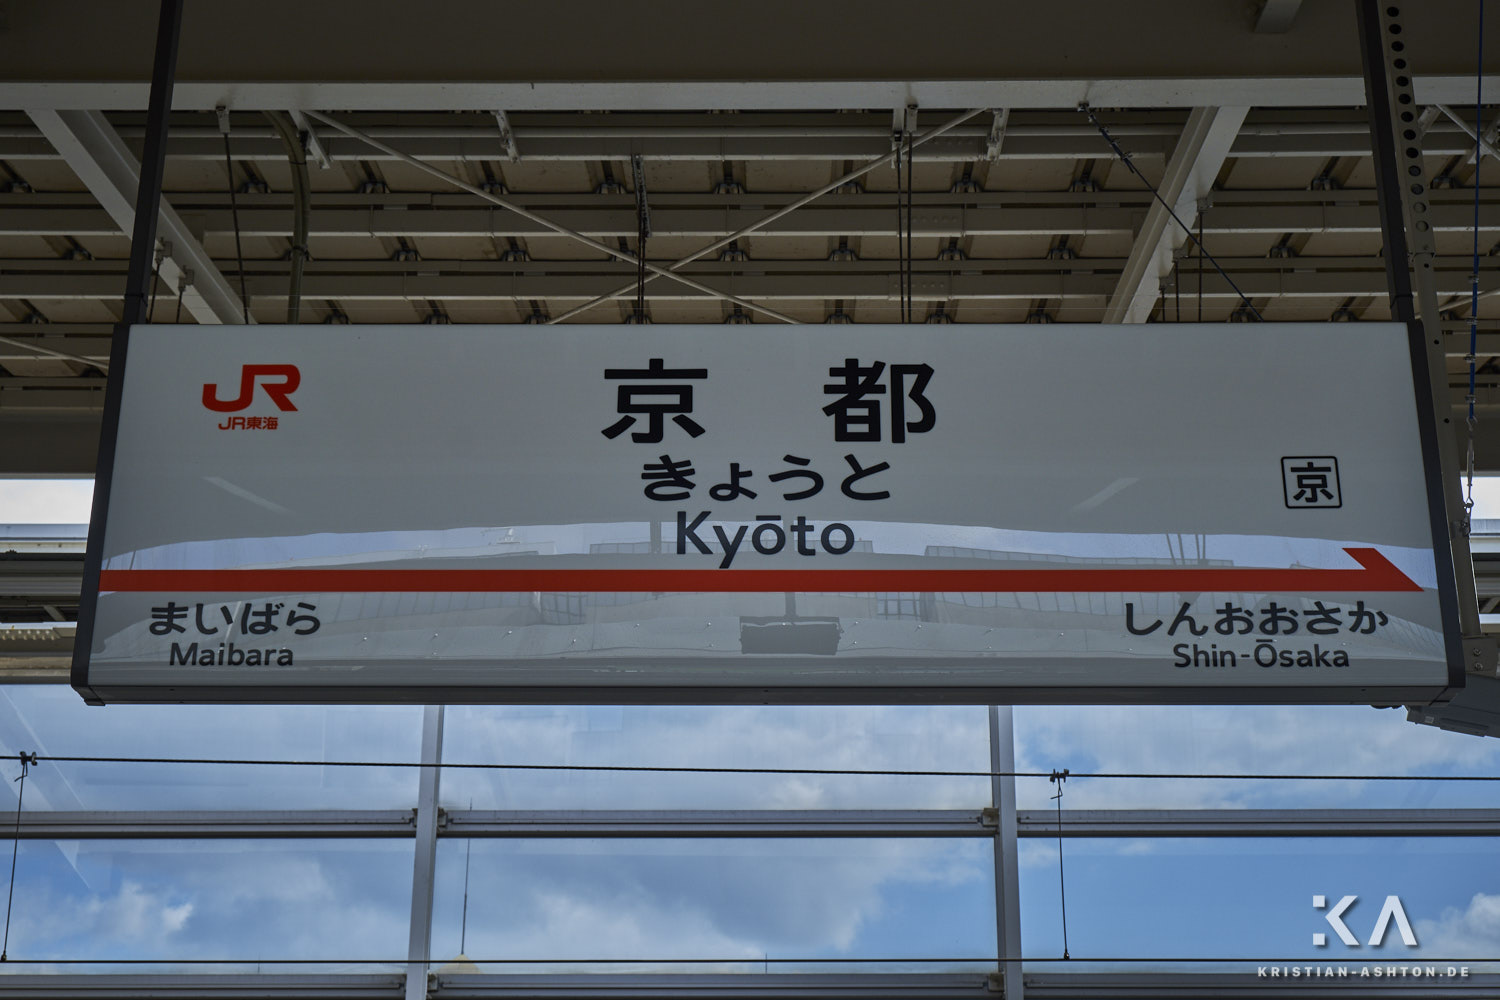 JR
JR東海
京都
きょうと
Kyōto
京
まいばら
Maibara
しんおおさか
Shin-Ōsaka
KA
KRISTIAN-ASHTON.DE